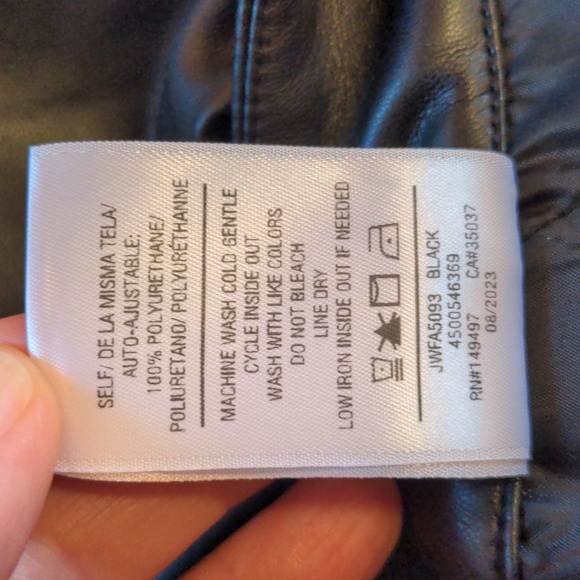 SELF/ DE LA MISMA TELA/
AUTO-AJUSTABLE:
100% POLYURETHANE/
POLIURETANO/ POLYURÉTHANNE
MACHINE WASH COLD GENTLE
CYCLE INSIDE OUT
WASH WITH LIKE COLORS
DO NOT BLEACH
LINE DRY
LOW IRON INSIDE OUT IF NEEDED
JWFA5093 BLACK
4500546369
RN#149497 CA#35037
08/2023